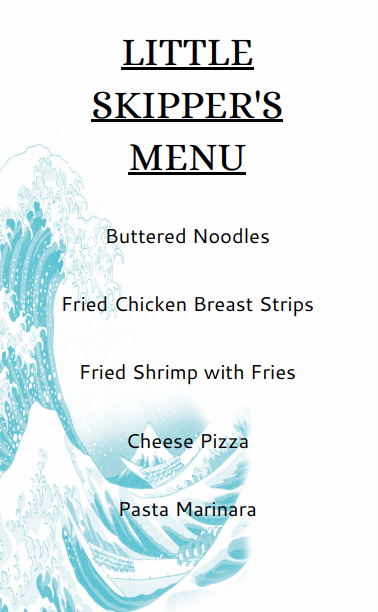 LITTLE
SKIPPER'S
MENU
Buttered Noodles
Fried Chicken Breast Strips
Fried Shrimp with Fries
Cheese Pizza
Pasta Marinara